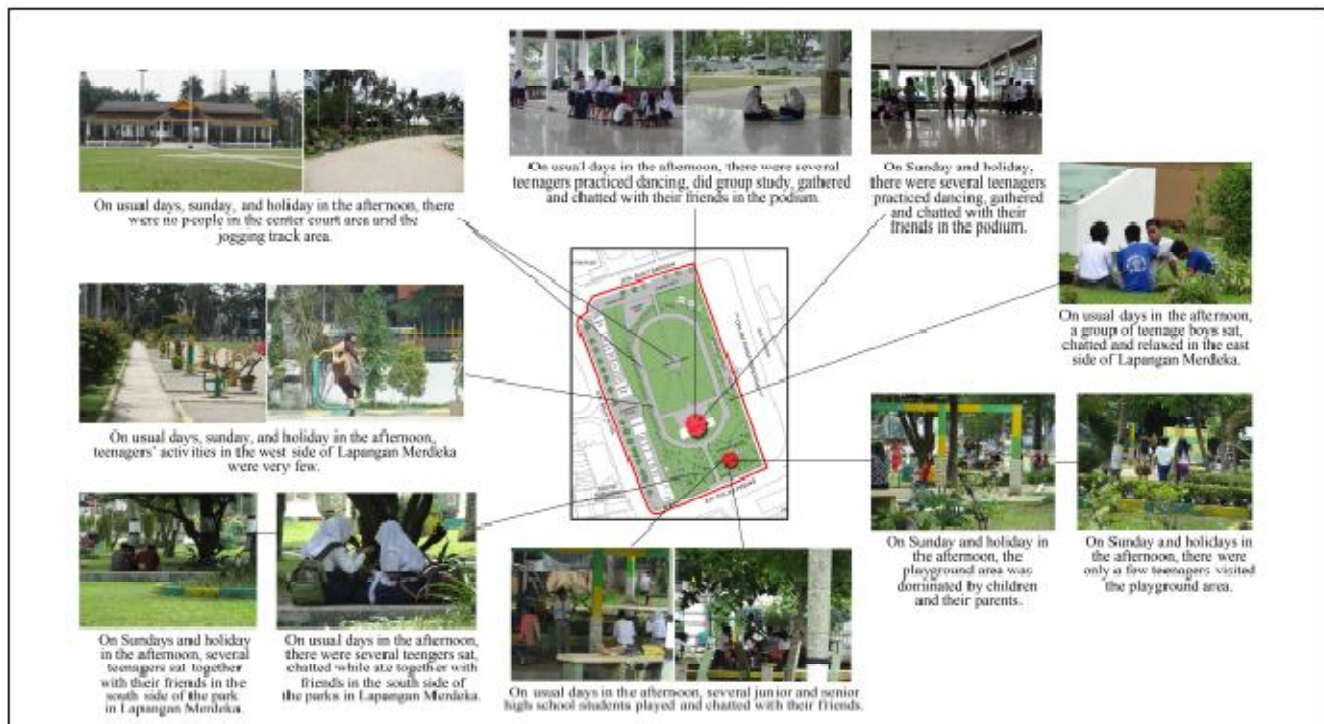 On usual days, sunday, and holiday in the afternoon, there
were no people in the center court area and the
jogging track area.
On usual days in the afternoon, there were several
teenagers practiced dancing, did group study, gathered
and chatted with their friends in the podium.
On Sunday and holiday,
there were several teenagers
practiced dancing, gathered
and chatted with their
friends in the podium.
On usual days in the afternoon,
a group of teenage boys sat,
chatted and relaxed in the east
side of Lapangan Merdeka.
On usual days, sunday, and holiday in the afternoon,
teenagers' activities in the west side of Lapangan Merdeka
were very few.
On Sunday and holiday in
the afternoon, the
playground area was
dominated by children
and their parents.
On Sunday and holidays in
the afternoon, there were
only a few teenagers visited
the playground area.
On Sundays and holiday
in the afternoon, several
teenagers sat together
with their friends in the
south side of the park
in Lapangan Merdeka.
On usual days in the afternoon,
there were several teengers sat,
chatted while ate together with
friends in the south side of
the parks in Lapangan Merdeka.
On usual days in the afternoon, several junior and senior
high school students played and chatted with their friends.